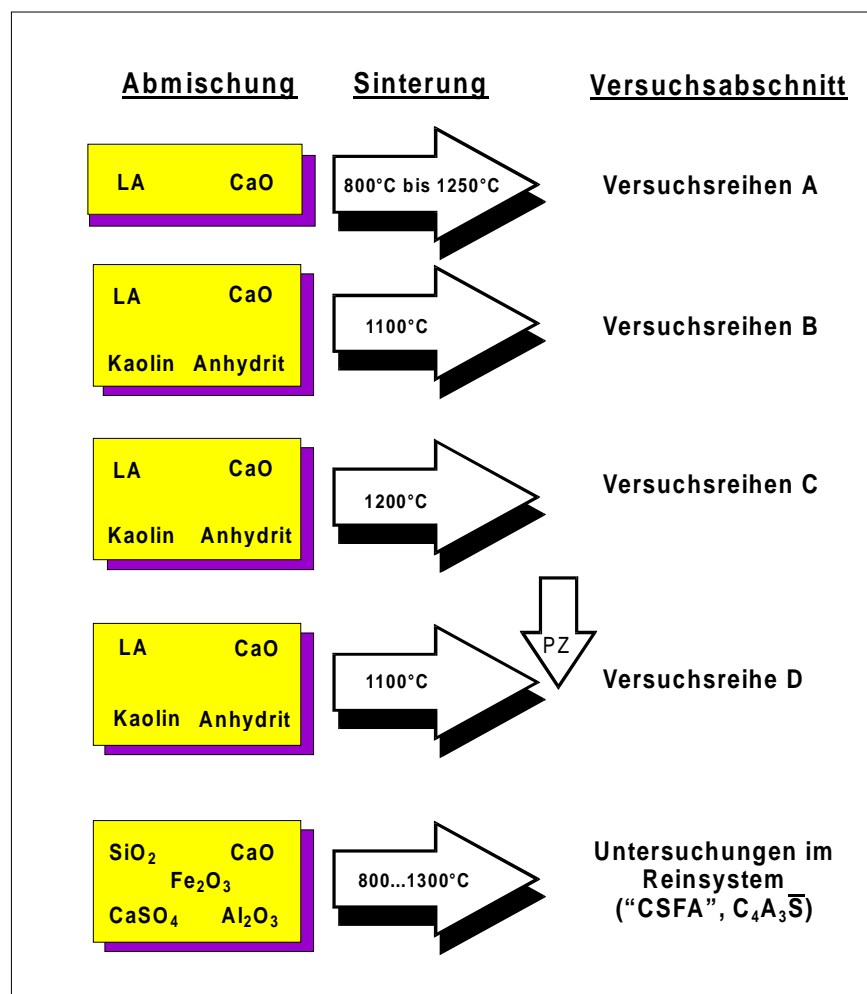 Abmischung Sinterung Versuchsabschnitt
LA CaO 800°C bis 1250°C Versuchsreihen A
LA CaO
1100°C Versuchsreihen B
Kaolin Anhydrit
LA CaO
1200°C Versuchsreihen C
Kaolin Anhydrit
PZ
LA CaO
1100°C Versuchsreihe D
Kaolin Anhydrit
SiO₂ CaO
Fe₂O₃
CaSO₄ Al₂O₃
800...1300°C
Untersuchungen im
Reinsystem
(“CSFA”, C₄A₃S̅)